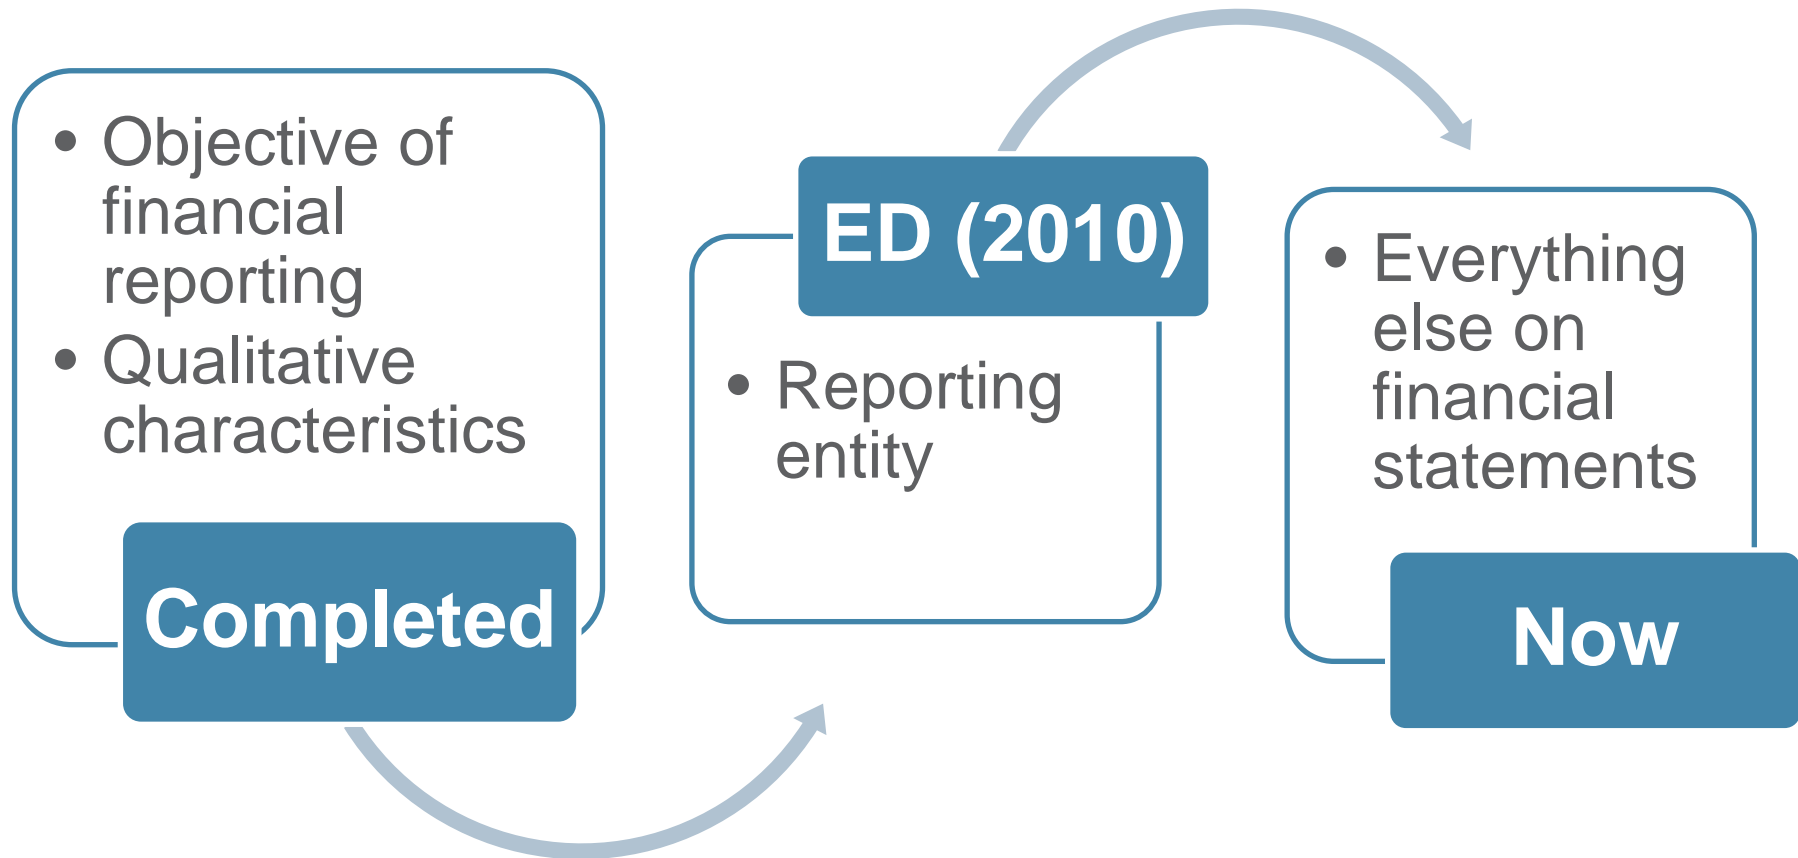 • Objective of
financial
reporting
• Qualitative
characteristics
Completed
ED (2010)
• Reporting
entity
• Everything
else on
financial
statements
Now